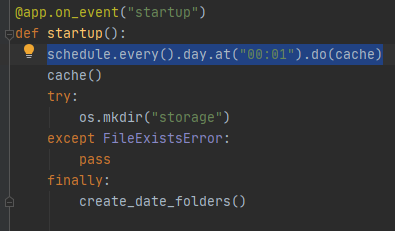 @app.on_event("startup")
def startup():
    schedule.every().day.at("00:01").do(cache)
    cache()
    try:
        os.mkdir("storage")
    except FileExistsError:
        pass
    finally:
        create_date_folders()